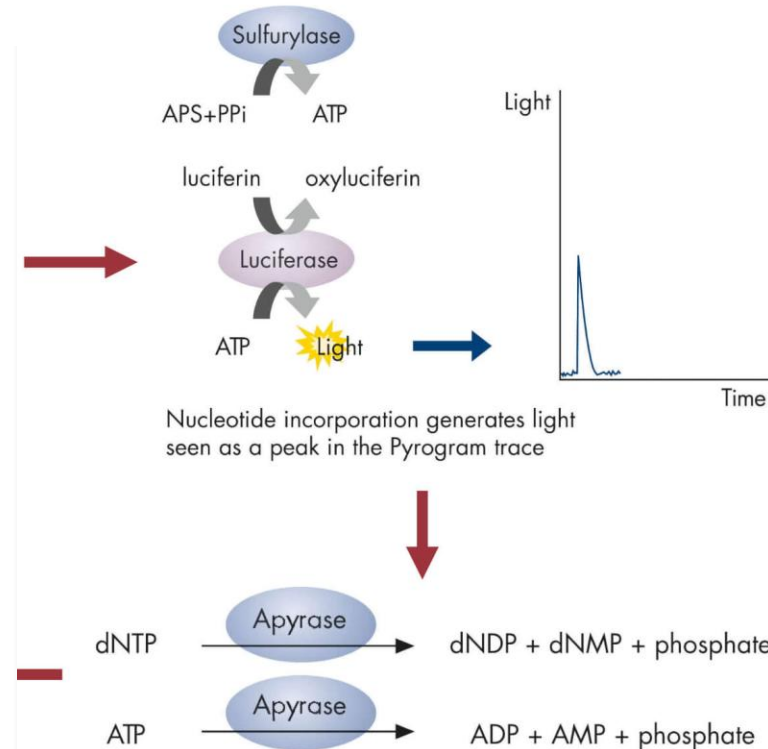 Sulfurylase
APS+PPi ATP
luciferin oxyluciferin
Luciferase
ATP Light
Light
Time
Nucleotide incorporation generates light
seen as a peak in the Pyrogram trace
Apyrase
dNTP dNDP + dNMP + phosphate
Apyrase
ATP ADP + AMP + phosphate